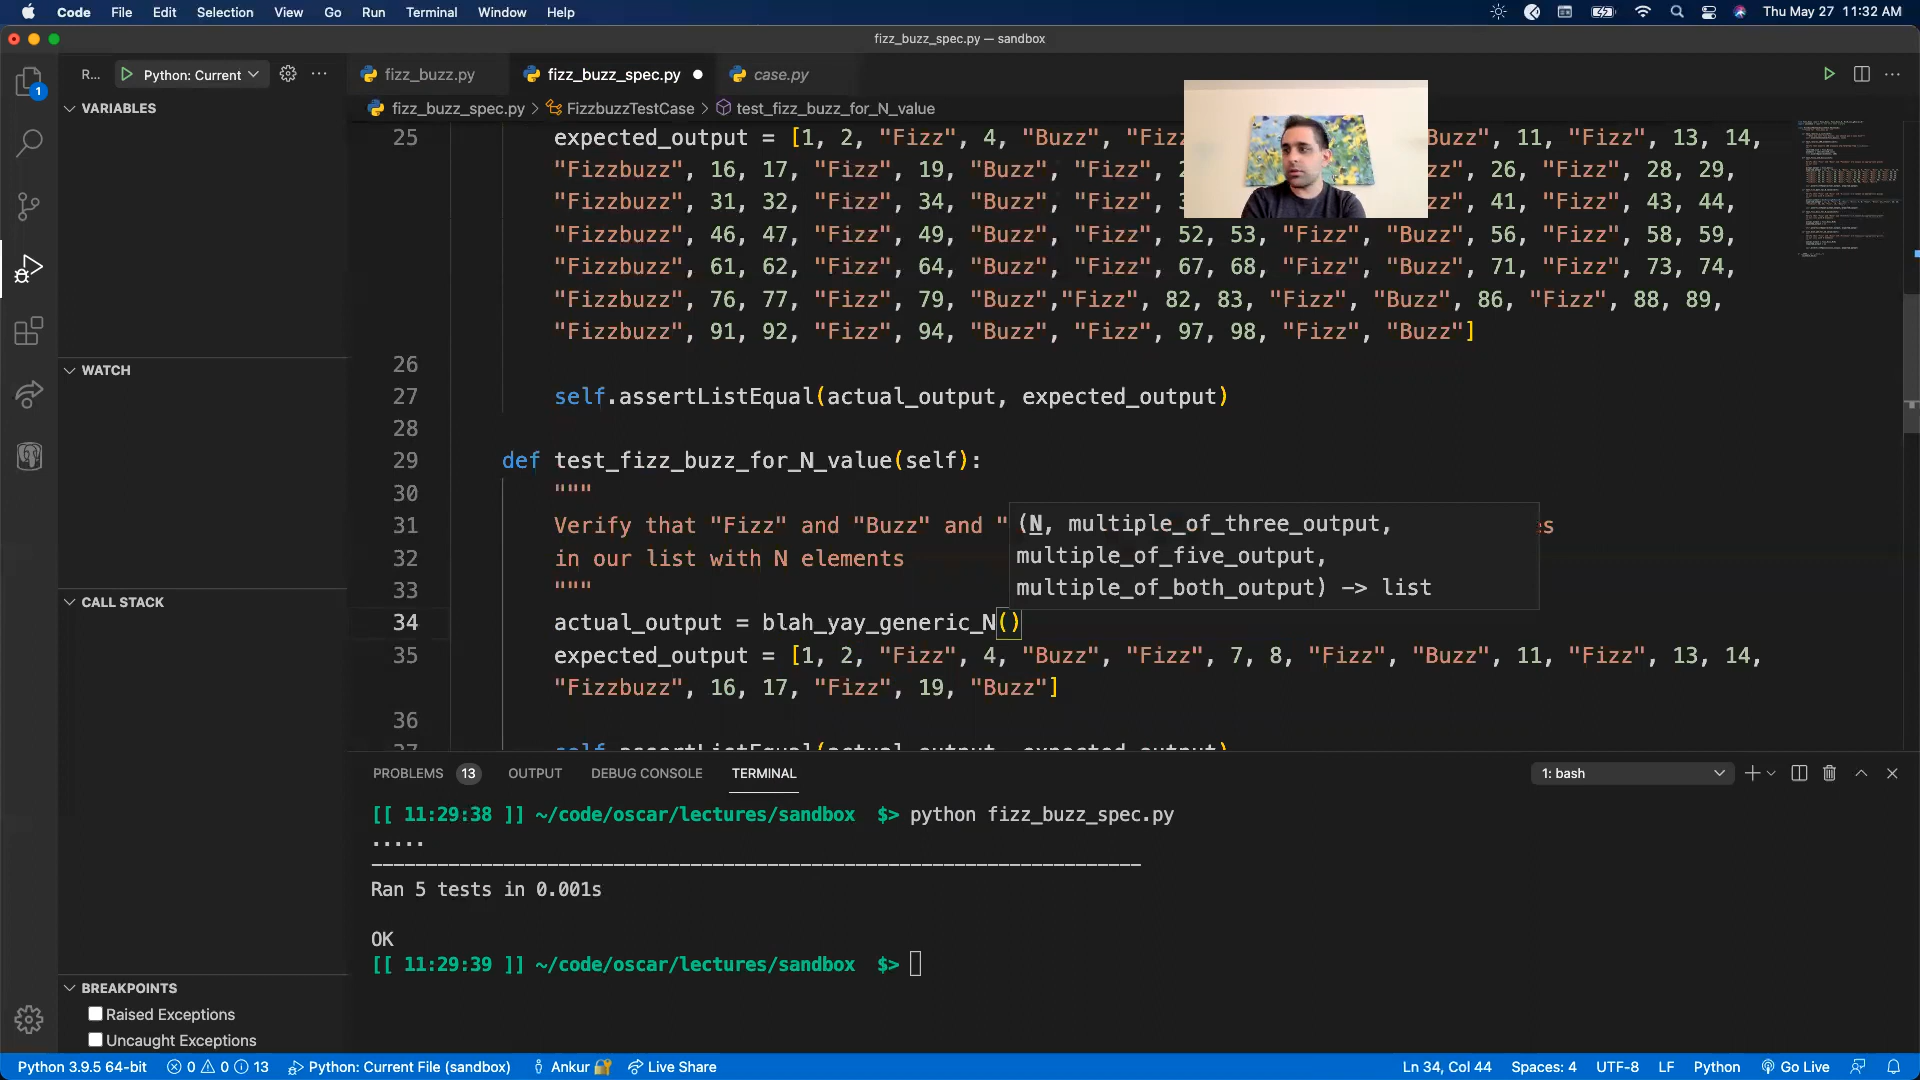 Code File Edit Selection View Go Run Terminal Window Help Thu May 27 11:32 AM
fizz_buzz_spec.py — sandbox
R... Python: Current
fizz_buzz.py fizz_buzz_spec.py case.py
1
VARIABLES
fizz_buzz_spec.py > FizzbuzzTestCase > test_fizz_buzz_for_N_value
25 expected_output = [1, 2, "Fizz", 4, "Buzz", "Fizz 11, "Fizz", 13, 14,
"Fizzbuzz", 16, 17, "Fizz", 19, "Buzz", 26, "Fizz", 28, 29,
"Fizzbuzz", 31, 32, "Fizz", 34, "Buzz", 41, "Fizz", 43, 44,
"Fizzbuzz", 46, 47, "Fizz", 49, "Buzz", 52, 53, "Fizz", "Buzz", 56, "Fizz", 58, 59,
"Fizzbuzz", 61, 62, "Fizz", 64, "Buzz", 67, 68, "Fizz", "Buzz", 71, "Fizz", 73, 74,
"Fizzbuzz", 76, 77, "Fizz", 79, "Buzz","Fizz", 82, 83, "Fizz", "Buzz", 86, "Fizz", 88, 89,
"Fizzbuzz", 91, 92, "Fizz", 94, "Buzz", "Fizz", 97, 98, "Fizz", "Buzz"]
26
WATCH
27 self.assertListEqual(actual_output, expected_output)
28
29 def test_fizz_buzz_for_N_value(self):
30 """
31 Verify that "Fizz" and "Buzz" and "
(N, multiple_of_three_output,
multiple_of_five_output,
multiple_of_both_output) -> list
32 in our list with N elements
33 """
CALL STACK
34 actual_output = blah_yay_generic_N()
35 expected_output = [1, 2, "Fizz", 4, "Buzz", "Fizz", 7, 8, "Fizz", "Buzz", 11, "Fizz", 13, 14,
"Fizzbuzz", 16, 17, "Fizz", 19, "Buzz"]
36
37 self.assertListEqual(actual_output, expected_output)
PROBLEMS 13 OUTPUT DEBUG CONSOLE TERMINAL 1: bash
[[ 11:29:38 ]] ~/code/oscar/lectures/sandbox $> python fizz_buzz_spec.py
.....
----------------------------------------------------------------------
Ran 5 tests in 0.001s
OK
[[ 11:29:39 ]] ~/code/oscar/lectures/sandbox $>
BREAKPOINTS
Raised Exceptions
Uncaught Exceptions
Python 3.9.5 64-bit 0 0 13 Python: Current File (sandbox) Ankur Live Share Ln 34, Col 44 Spaces: 4 UTF-8 LF Python Go Live